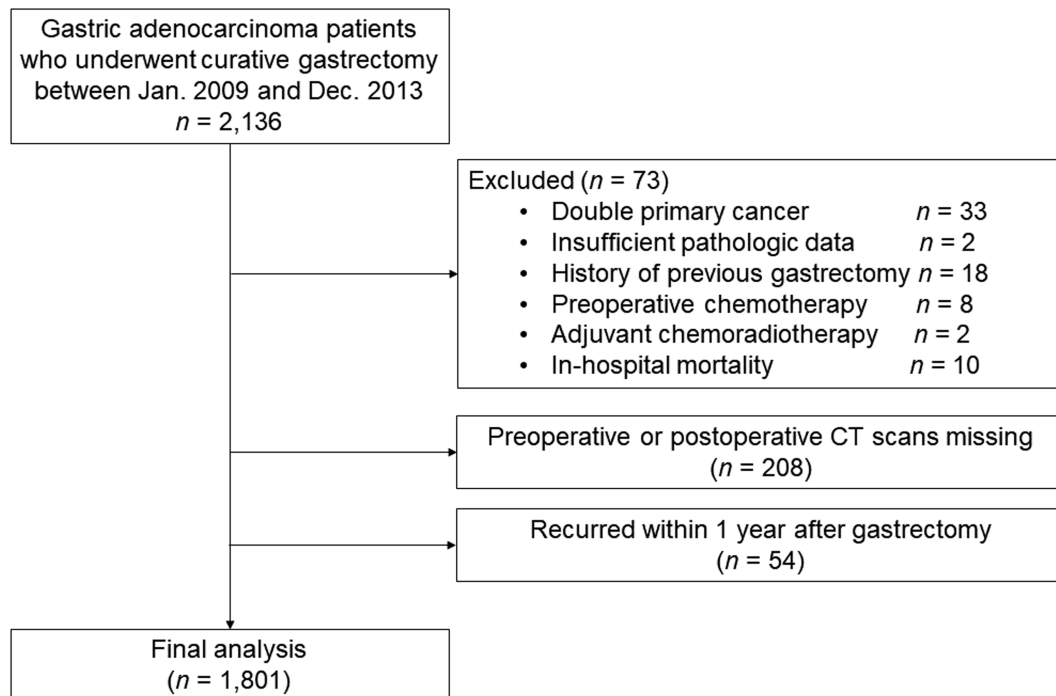 Gastric adenocarcinoma patients
who underwent curative gastrectomy
between Jan. 2009 and Dec. 2013
n = 2,136
Excluded (n = 73)
• Double primary cancer n = 33
• Insufficient pathologic data n = 2
• History of previous gastrectomy n = 18
• Preoperative chemotherapy n = 8
• Adjuvant chemoradiotherapy n = 2
• In-hospital mortality n = 10
Preoperative or postoperative CT scans missing
(n = 208)
Recurred within 1 year after gastrectomy
(n = 54)
Final analysis
(n = 1,801)